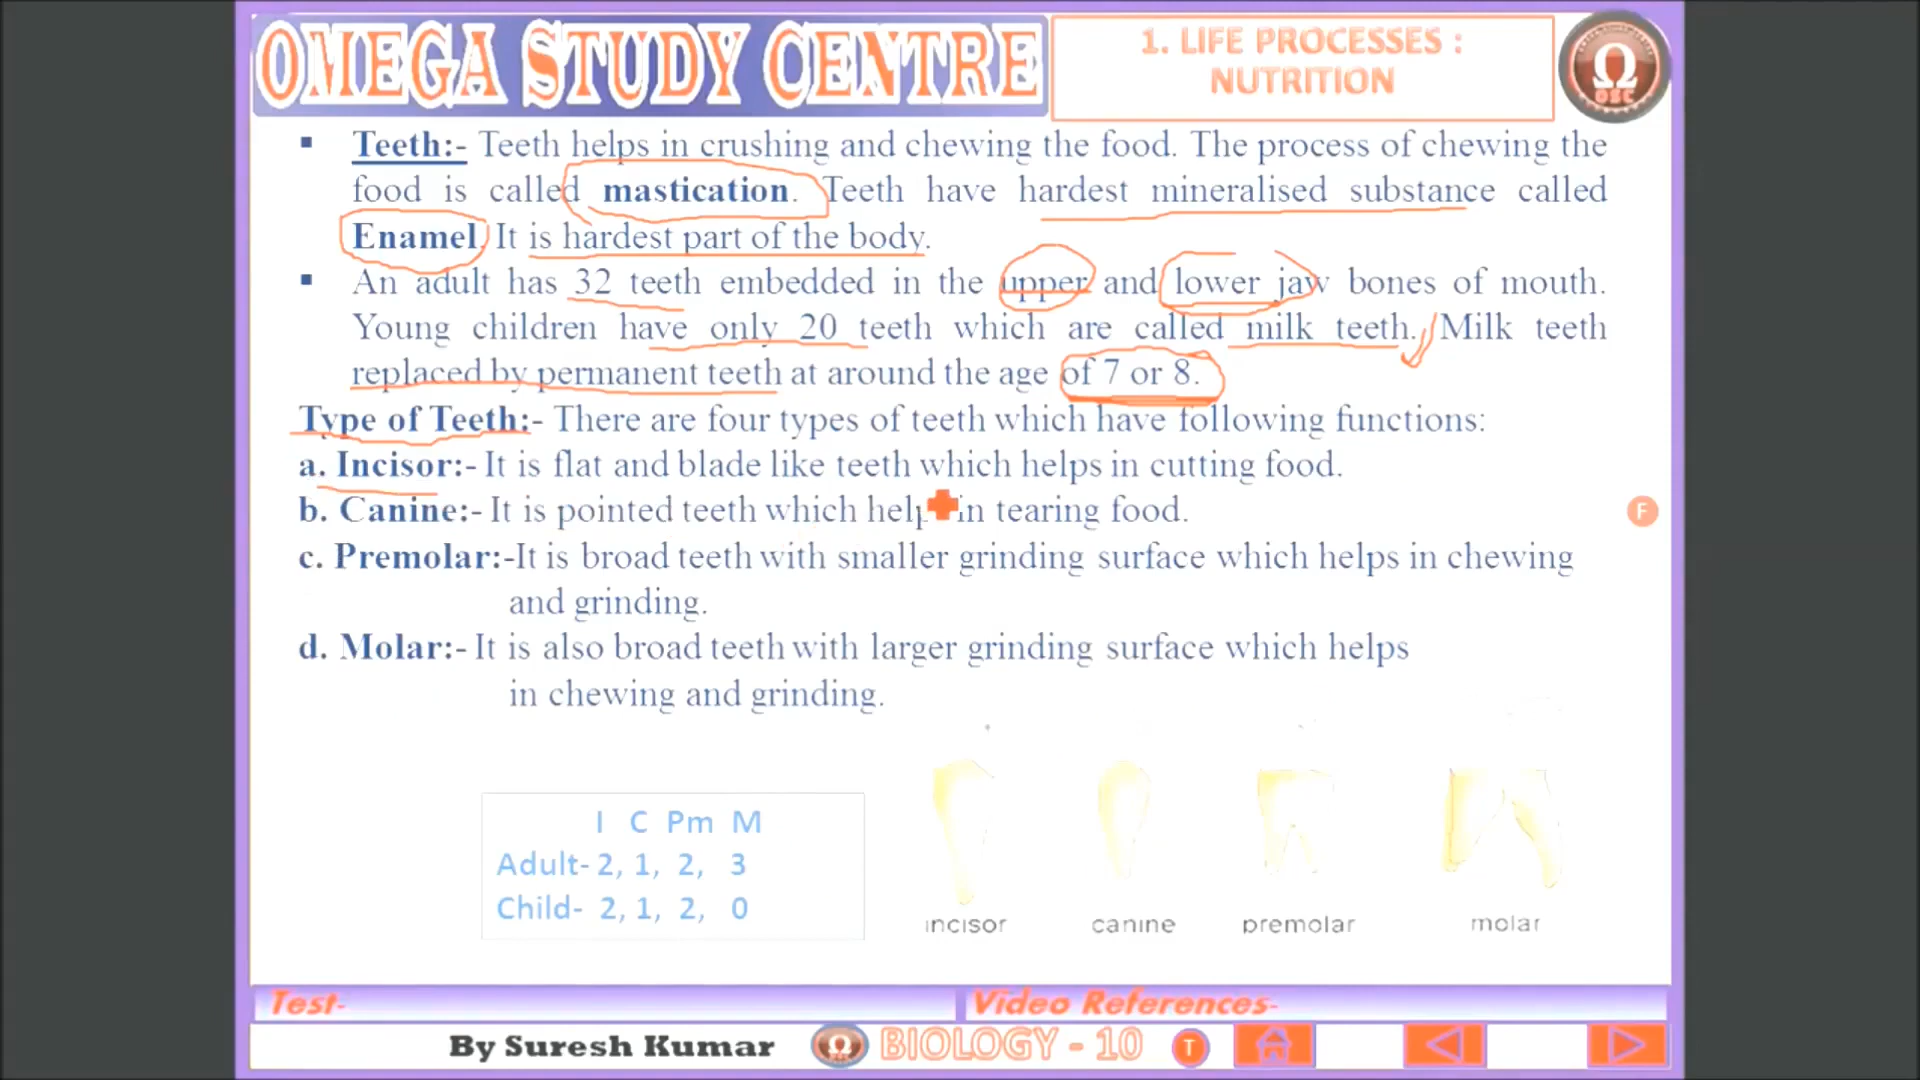 OMEGA STUDY CENTRE
1. LIFE PROCESSES :
NUTRITION
Ω
OSC
▪ Teeth:- Teeth helps in crushing and chewing the food. The process of chewing the
food is called mastication. Teeth have hardest mineralised substance called
Enamel. It is hardest part of the body.
▪ An adult has 32 teeth embedded in the upper and lower jaw bones of mouth.
Young children have only 20 teeth which are called milk teeth. Milk teeth
replaced by permanent teeth at around the age of 7 or 8.
Type of Teeth:- There are four types of teeth which have following functions:
a. Incisor:- It is flat and blade like teeth which helps in cutting food.
b. Canine:- It is pointed teeth which help in tearing food.
F
c. Premolar:-It is broad teeth with smaller grinding surface which helps in chewing
and grinding.
d. Molar:- It is also broad teeth with larger grinding surface which helps
in chewing and grinding.
I C Pm M
Adult- 2, 1, 2, 3
Child- 2, 1, 2, 0
incisor canine premolar molar
Test- Video References-
By Suresh Kumar Ω BIOLOGY - 10 T